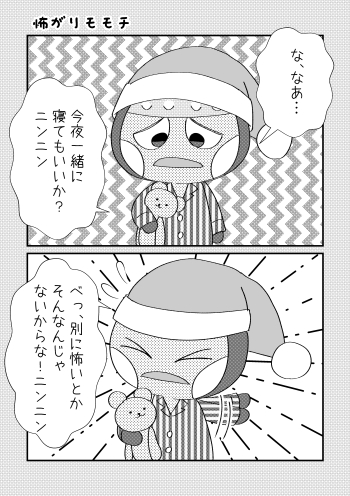 怖がりモモチ
な、なあ…
今夜一緒に
寝てもいいか?
ニンニン
べっ、別に怖いとか
そんなんじゃ
ないからな!ニンニン